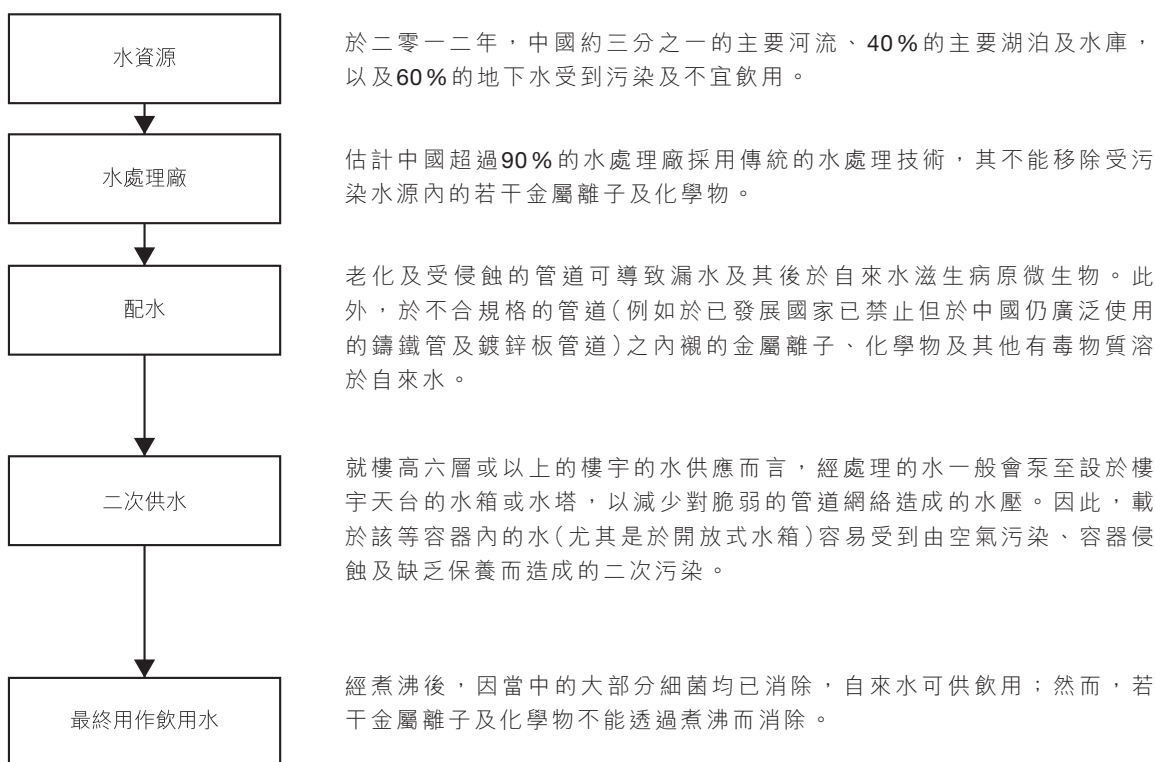 水資源
於二零一二年，中國約三分之一的主要河流、40%的主要湖泊及水庫，
以及60%的地下水受到污染及不宜飲用。
水處理廠
估計中國超過90%的水處理廠採用傳統的水處理技術，其不能移除受污
染水源內的若干金屬離子及化學物。
配水
老化及受侵蝕的管道可導致漏水及其後於自來水滋生病原微生物。此
外，於不合規格的管道(例如於已發展國家已禁止但於中國仍廣泛使用
的鑄鐵管及鍍鋅板管道)之內襯的金屬離子、化學物及其他有毒物質溶
於自來水。
二次供水
就樓高六層或以上的樓宇的水供應而言，經處理的水一般會泵至設於樓
宇天台的水箱或水塔，以減少對脆弱的管道網絡造成的水壓。因此，載
於該等容器內的水(尤其是於開放式水箱)容易受到由空氣污染、容器侵
蝕及缺乏保養而造成的二次污染。
最終用作飲用水
經煮沸後，因當中的大部分細菌均已消除，自來水可供飲用；然而，若
干金屬離子及化學物不能透過煮沸而消除。